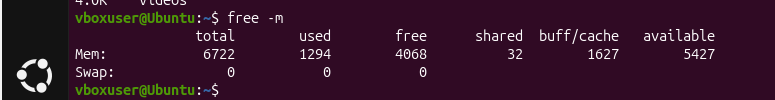 4.0K    Videos
vboxuser@Ubuntu:~$ free -m
               total        used        free      shared  buff/cache   available
Mem:            6722        1294        4068          32        1627        5427
Swap:              0           0           0
vboxuser@Ubuntu:~$